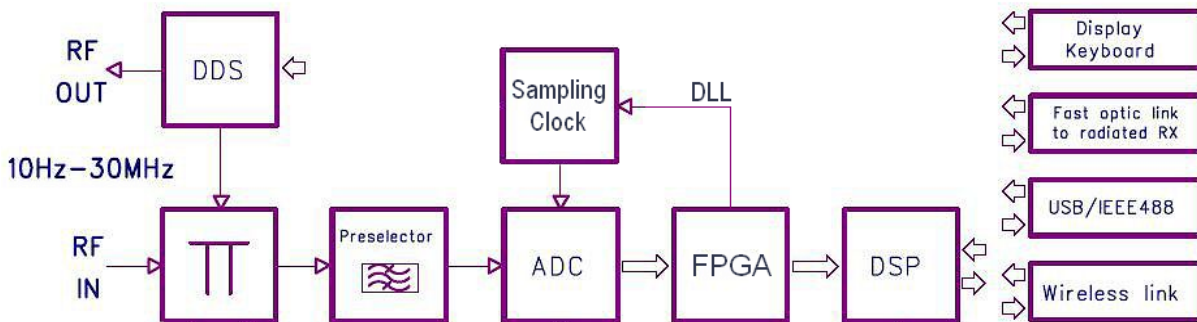 RF
OUT
DDS
10Hz-30MHz
RF
IN
Preselector
Sampling
Clock
DLL
ADC
FPGA
DSP
Display
Keyboard
Fast optic link
to radiated RX
USB/IEEE488
Wireless link